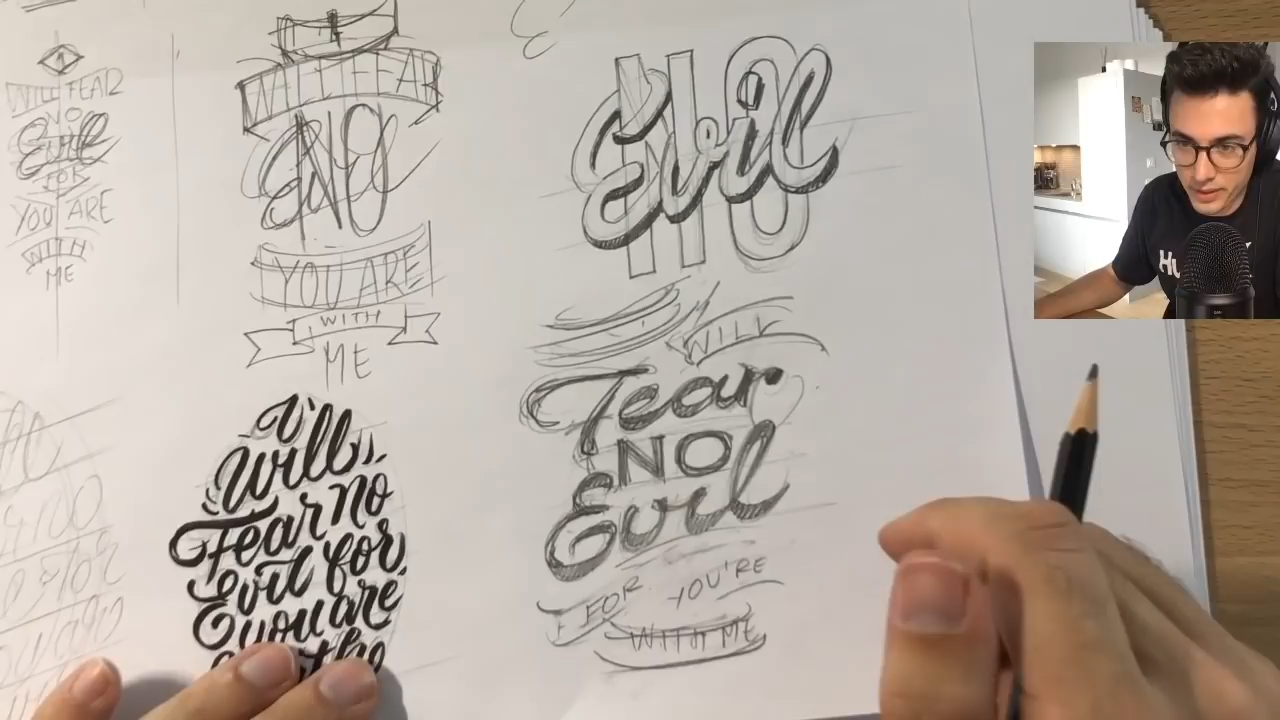 WILL FEAR
NO
Evil
FOR
YOU ARE
WITH
ME
WILL FEAR
NO
Evil
YOU ARE
WITH
ME
I
Will
Fear no
Evil for
you are
NO
Evil
WILL
Fear
NO
Evil
FOR YOU'RE
WITH ME
Hu